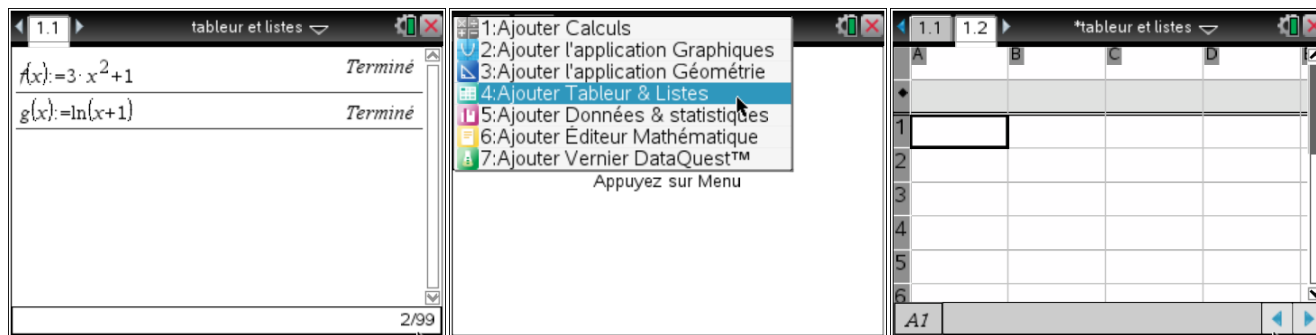 1.1 tableur et listes
f(x):=3·x²+1 Terminé
g(x):=ln(x+1) Terminé
2/99
1:Ajouter Calculs
2:Ajouter l'application Graphiques
3:Ajouter l'application Géométrie
4:Ajouter Tableur & Listes
5:Ajouter Données & statistiques
6:Ajouter Éditeur Mathématique
7:Ajouter Vernier DataQuest™
Appuyez sur Menu
1.1 1.2 *tableur et listes
A B C D
1
2
3
4
5
6
A1